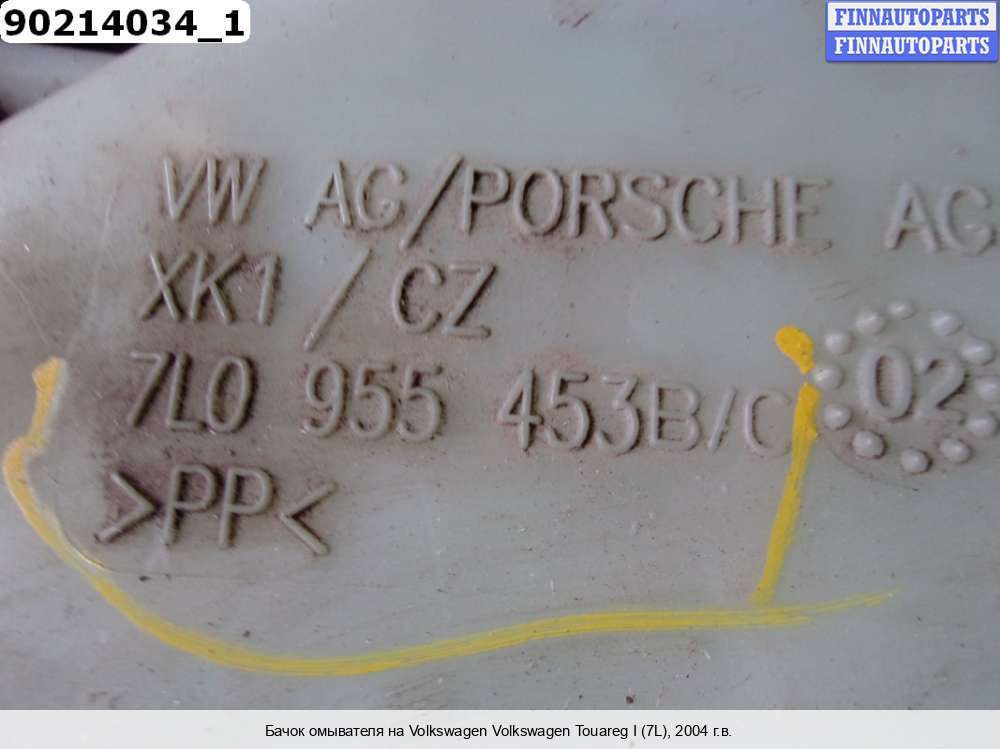 90214034_1
FINNAUTOPARTS
FINNAUTOPARTS
VW AG/PORSCHE AG
XK1 / CZ
7L0 955 453B/C
02
>PP<
Бачок омывателя на Volkswagen Volkswagen Touareg I (7L), 2004 г.в.